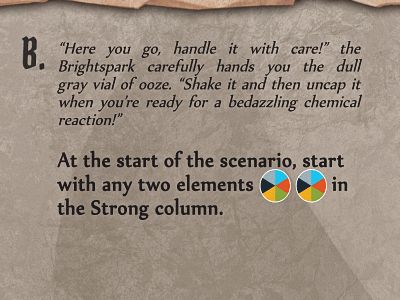 B.
“Here you go, handle it with care!” the
Brightspark carefully hands you the dull
gray vial of ooze. “Shake it and then uncap it
when you’re ready for a bedazzling chemical
reaction!”
At the start of the scenario, start
with any two elements in
the Strong column.